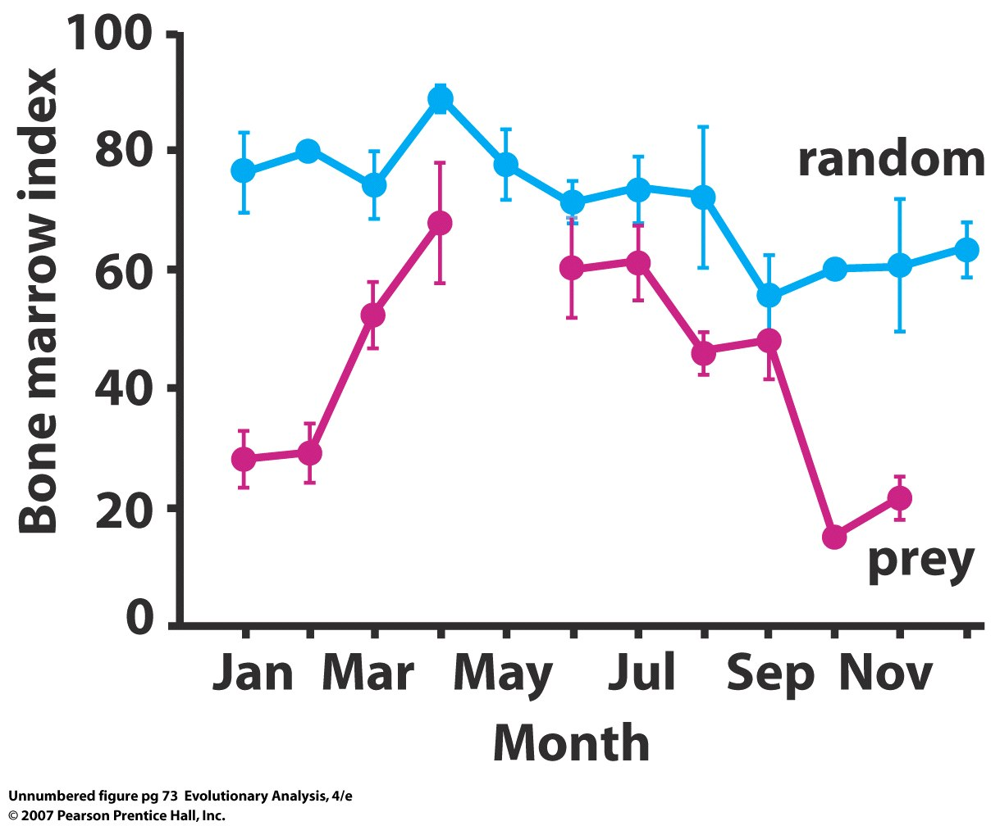 100
80
60
40
20
0
Bone marrow index
random
prey
Jan Mar May Jul Sep Nov
Month
Unnumbered figure pg 73 Evolutionary Analysis, 4/e
© 2007 Pearson Prentice Hall, Inc.